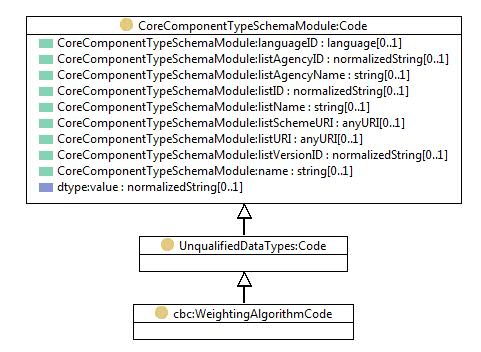 CoreComponentTypeSchemaModule:Code
CoreComponentTypeSchemaModule:languageID : language[0..1]
CoreComponentTypeSchemaModule:listAgencyID : normalizedString[0..1]
CoreComponentTypeSchemaModule:listAgencyName : string[0..1]
CoreComponentTypeSchemaModule:listID : normalizedString[0..1]
CoreComponentTypeSchemaModule:listName : string[0..1]
CoreComponentTypeSchemaModule:listSchemeURI : anyURI[0..1]
CoreComponentTypeSchemaModule:listURI : anyURI[0..1]
CoreComponentTypeSchemaModule:listVersionID : normalizedString[0..1]
CoreComponentTypeSchemaModule:name : string[0..1]
dtype:value : normalizedString[0..1]
UnqualifiedDataTypes:Code
cbc:WeightingAlgorithmCode